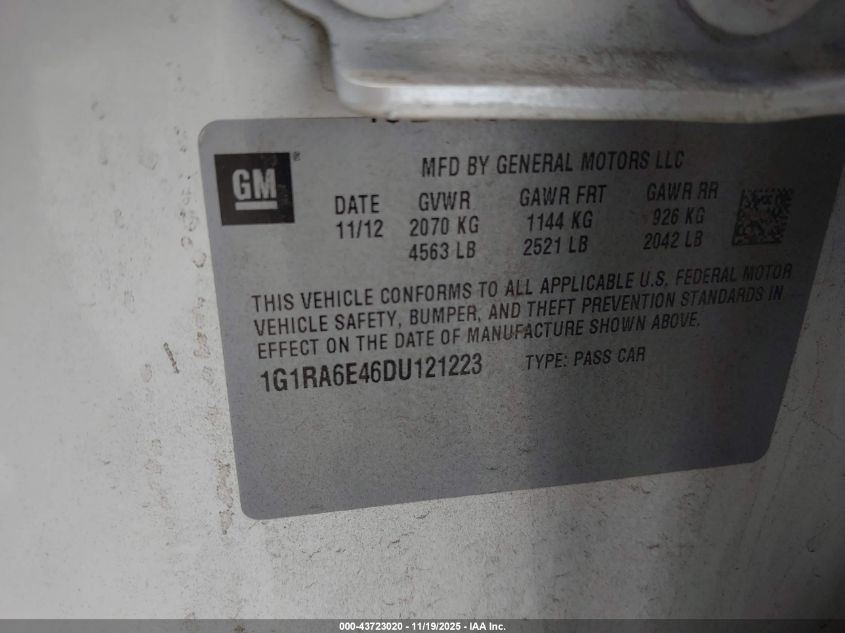 GM
MFD BY GENERAL MOTORS LLC
DATE GVWR GAWR FRT GAWR RR
11/12 2070 KG 1144 KG 926 KG
4563 LB 2521 LB 2042 LB
THIS VEHICLE CONFORMS TO ALL APPLICABLE U.S. FEDERAL MOTOR
VEHICLE SAFETY, BUMPER, AND THEFT PREVENTION STANDARDS IN
EFFECT ON THE DATE OF MANUFACTURE SHOWN ABOVE.
1G1RA6E46DU121223 TYPE: PASS CAR
000-43723020 - 11/19/2025 - IAA Inc.